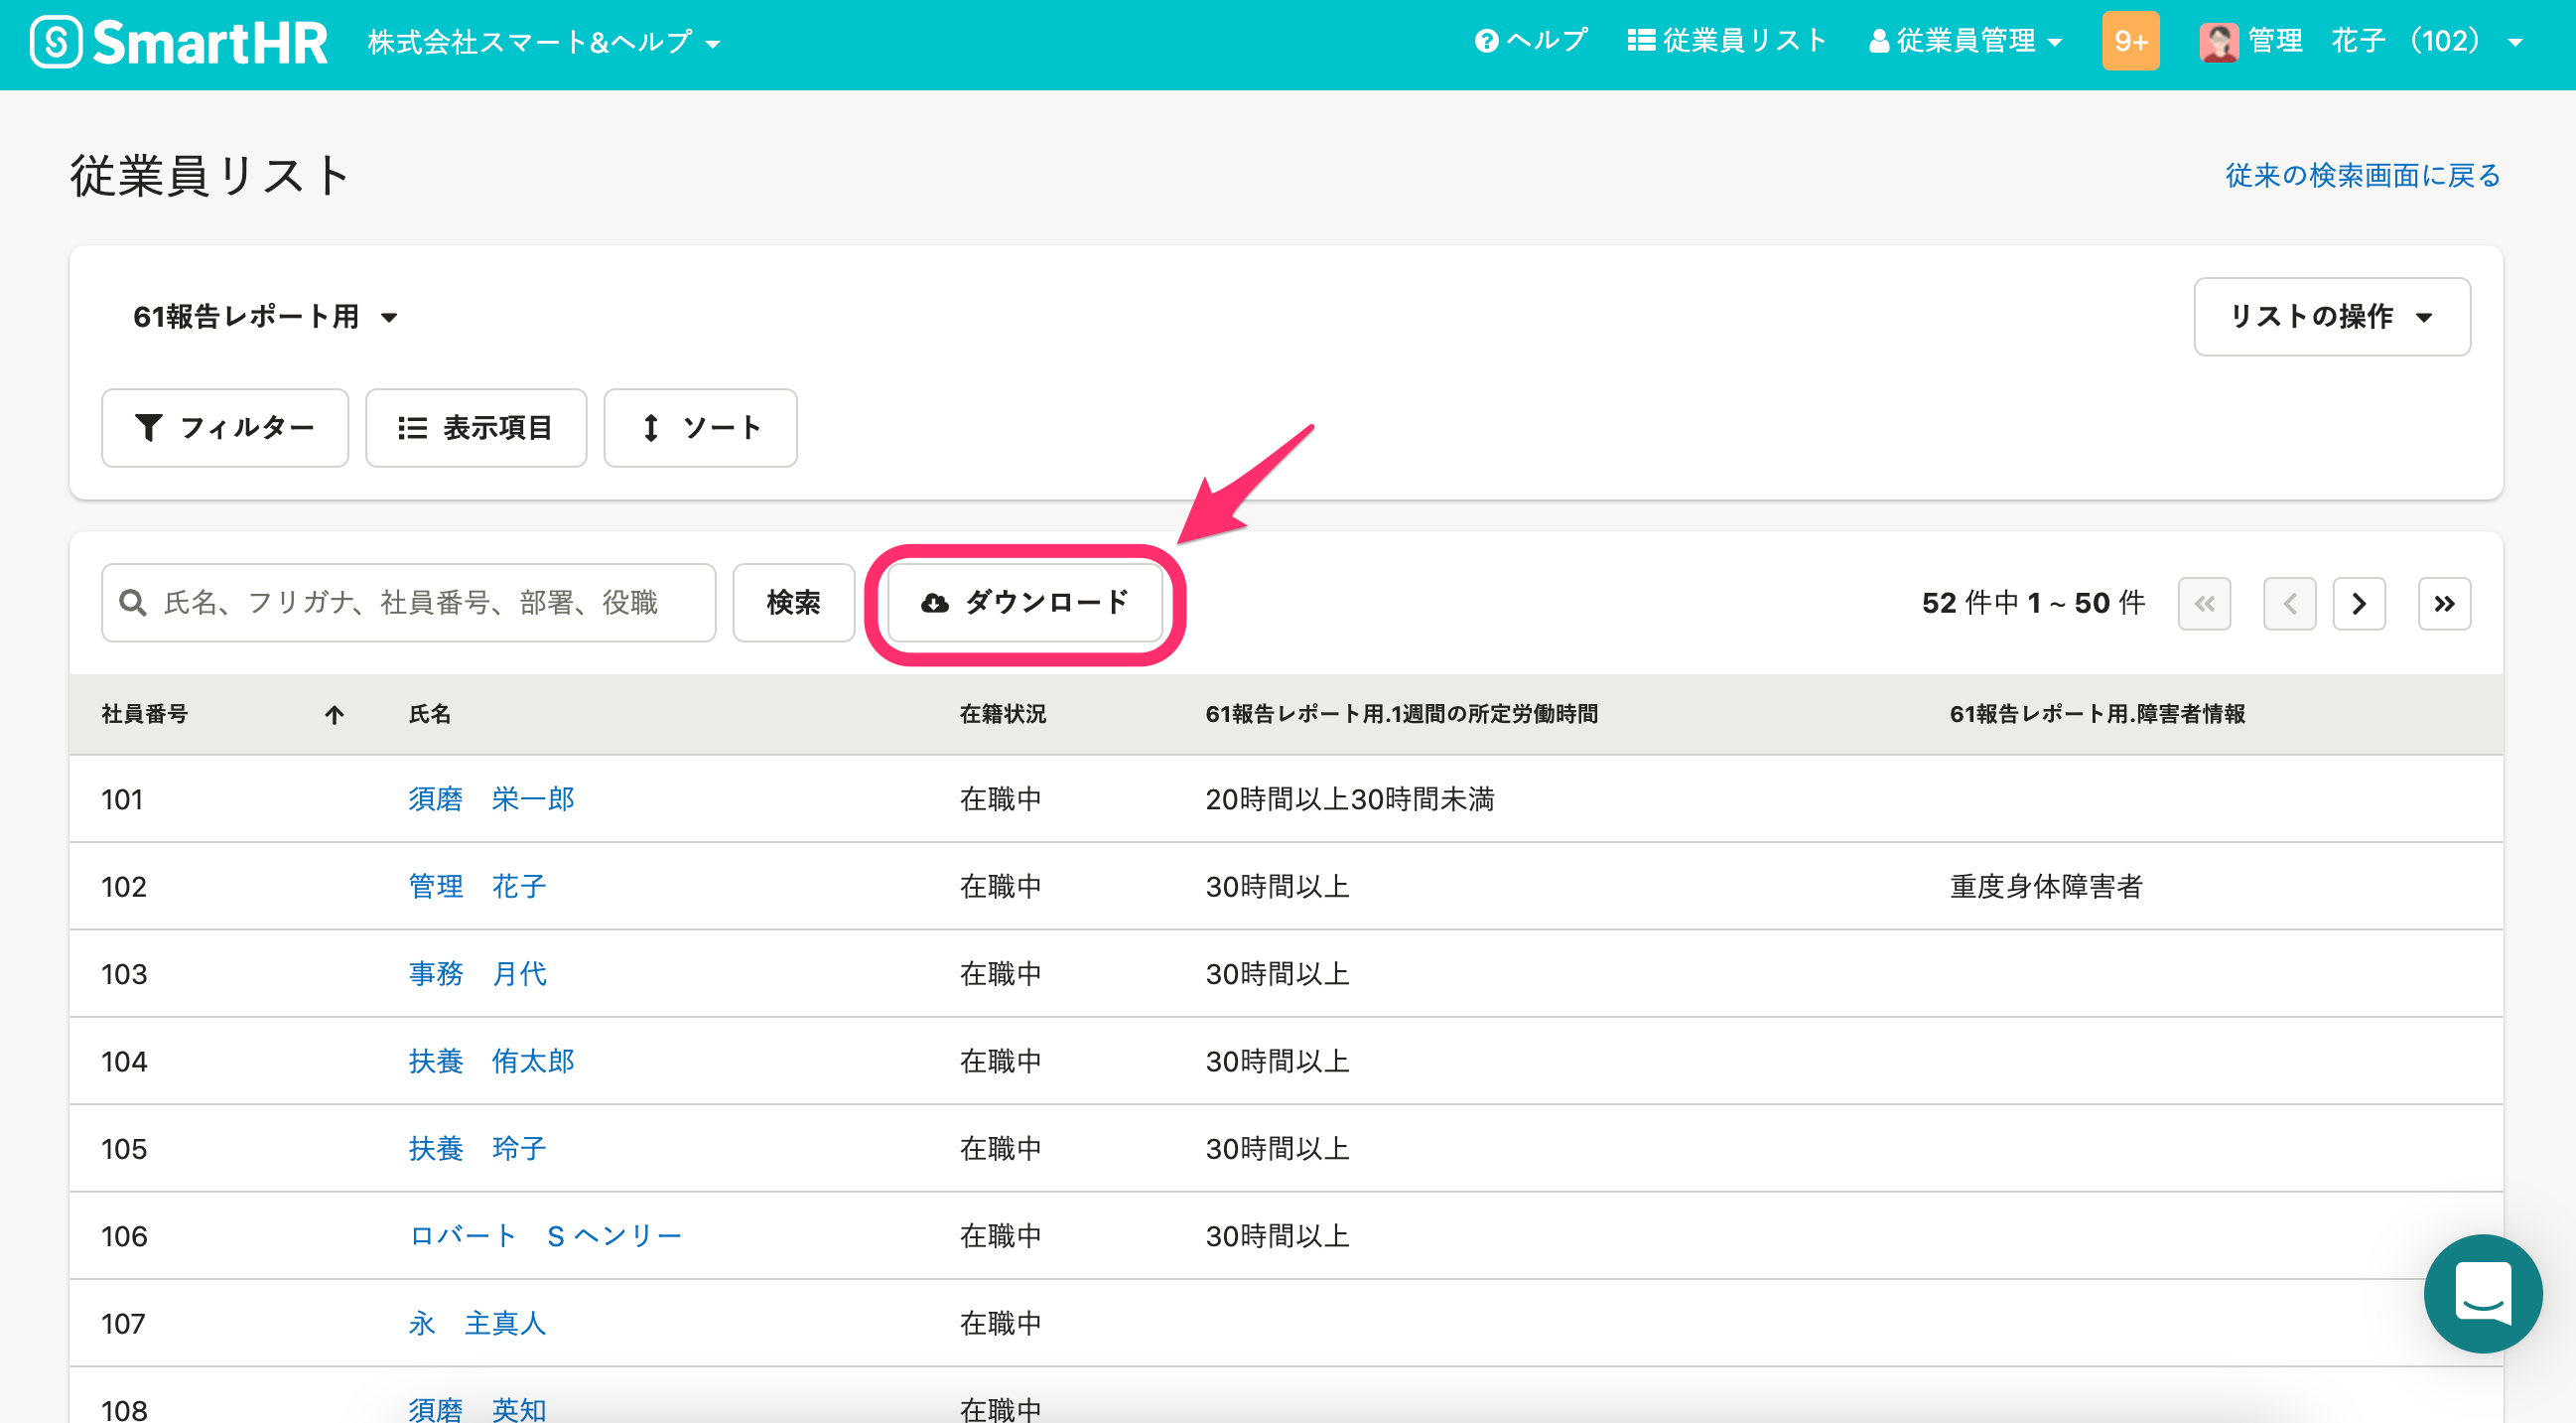 SmartHR 株式会社スマート&ヘルプ ヘルプ 従業員リスト 従業員管理 9+ 管理 花子 （102）
従業員リスト 従来の検索画面に戻る
61報告レポート用 リストの操作
フィルター 表示項目 ソート
氏名、フリガナ、社員番号、部署、役職 検索 ダウンロード 52 件中 1 ~ 50 件
社員番号 氏名 在籍状況 61報告レポート用.1週間の所定労働時間 61報告レポート用.障害者情報
101 須磨 栄一郎 在職中 20時間以上30時間未満
102 管理 花子 在職中 30時間以上 重度身体障害者
103 事務 月代 在職中 30時間以上
104 扶養 侑太郎 在職中 30時間以上
105 扶養 玲子 在職中 30時間以上
106 ロバート S ヘンリー 在職中 30時間以上
107 永 主真人 在職中
108 須磨 英知 在職中